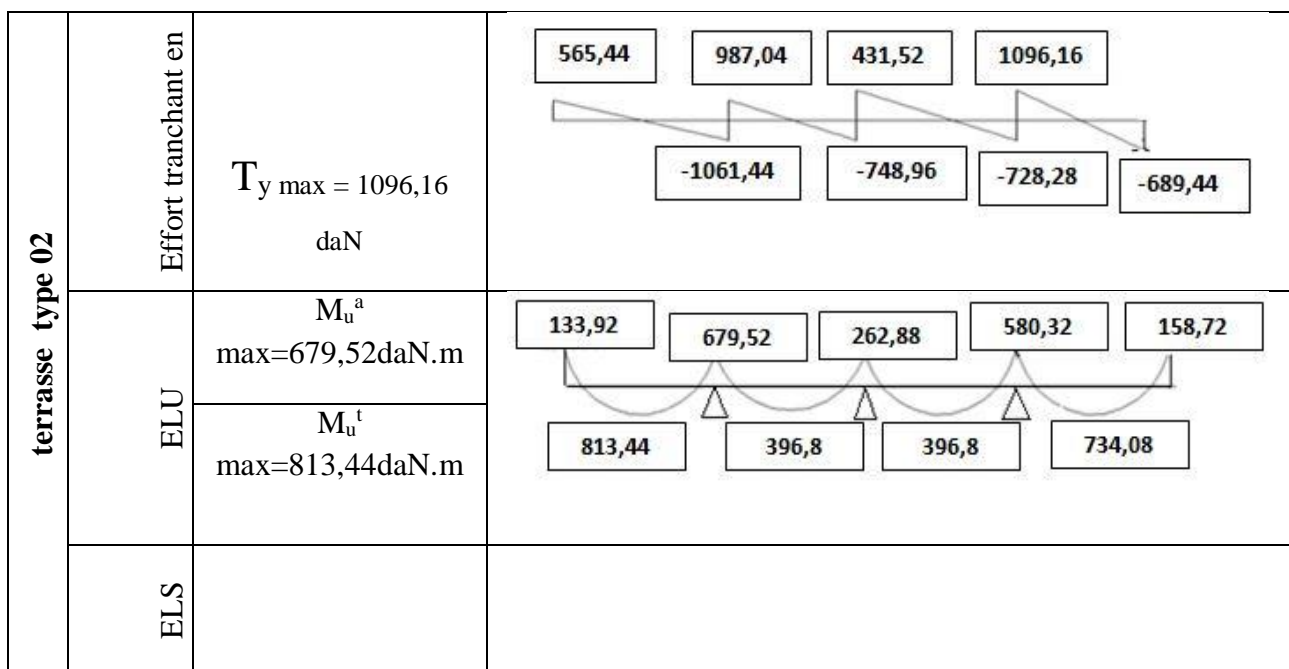 terrasse type 02
Effort tranchant en
T y max = 1096,16
daN
565,44 987,04 431,52 1096,16
-1061,44 -748,96 -728,28 -689,44
ELU
Mᵤᵃ
max=679,52daN.m
Mᵤᵗ
max=813,44daN.m
133,92 679,52 262,88 580,32 158,72
813,44 396,8 396,8 734,08
ELS